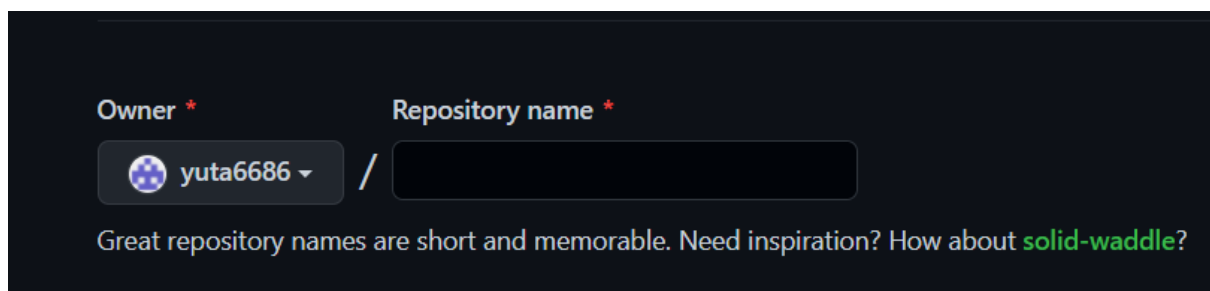 Owner * Repository name *
yuta6686 /
Great repository names are short and memorable. Need inspiration? How about solid-waddle?